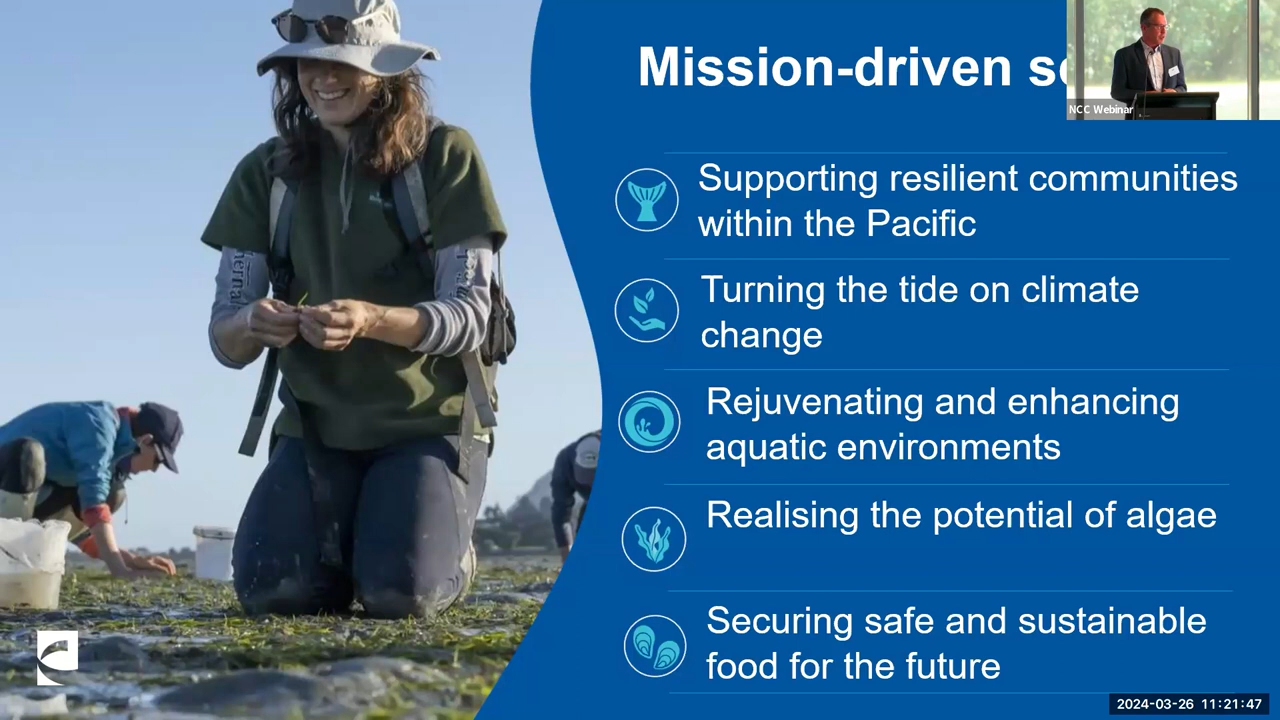 Mission-driven
NCC Webinar
Supporting resilient communities
within the Pacific
Turning the tide on climate
change
Rejuvenating and enhancing
aquatic environments
Realising the potential of algae
Securing safe and sustainable
food for the future
2024-03-26 11:21:47